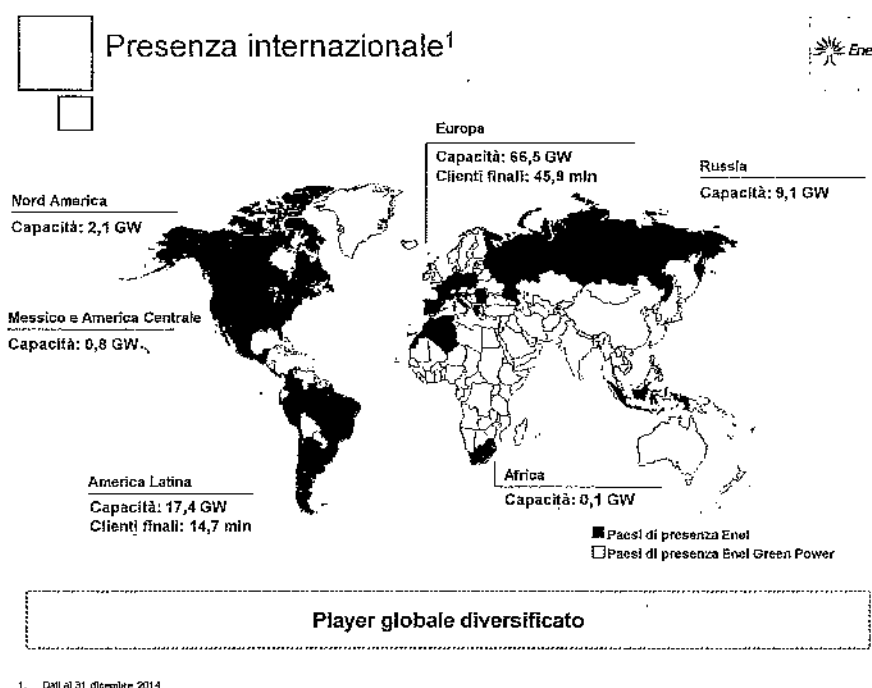 Presenza internazionale¹
Enel
Europa
Capacità: 66,5 GW
Clienti finali: 45,9 mln
Russia
Capacità: 9,1 GW
Nord America
Capacità: 2,1 GW
Messico e America Centrale
Capacità: 0,8 GW
America Latina
Capacità: 17,4 GW
Clienti finali: 14,7 mln
Africa
Capacità: 0,1 GW
Paesi di presenza Enel
Paesi di presenza Enel Green Power
Player globale diversificato
1. Dati al 31 dicembre 2014